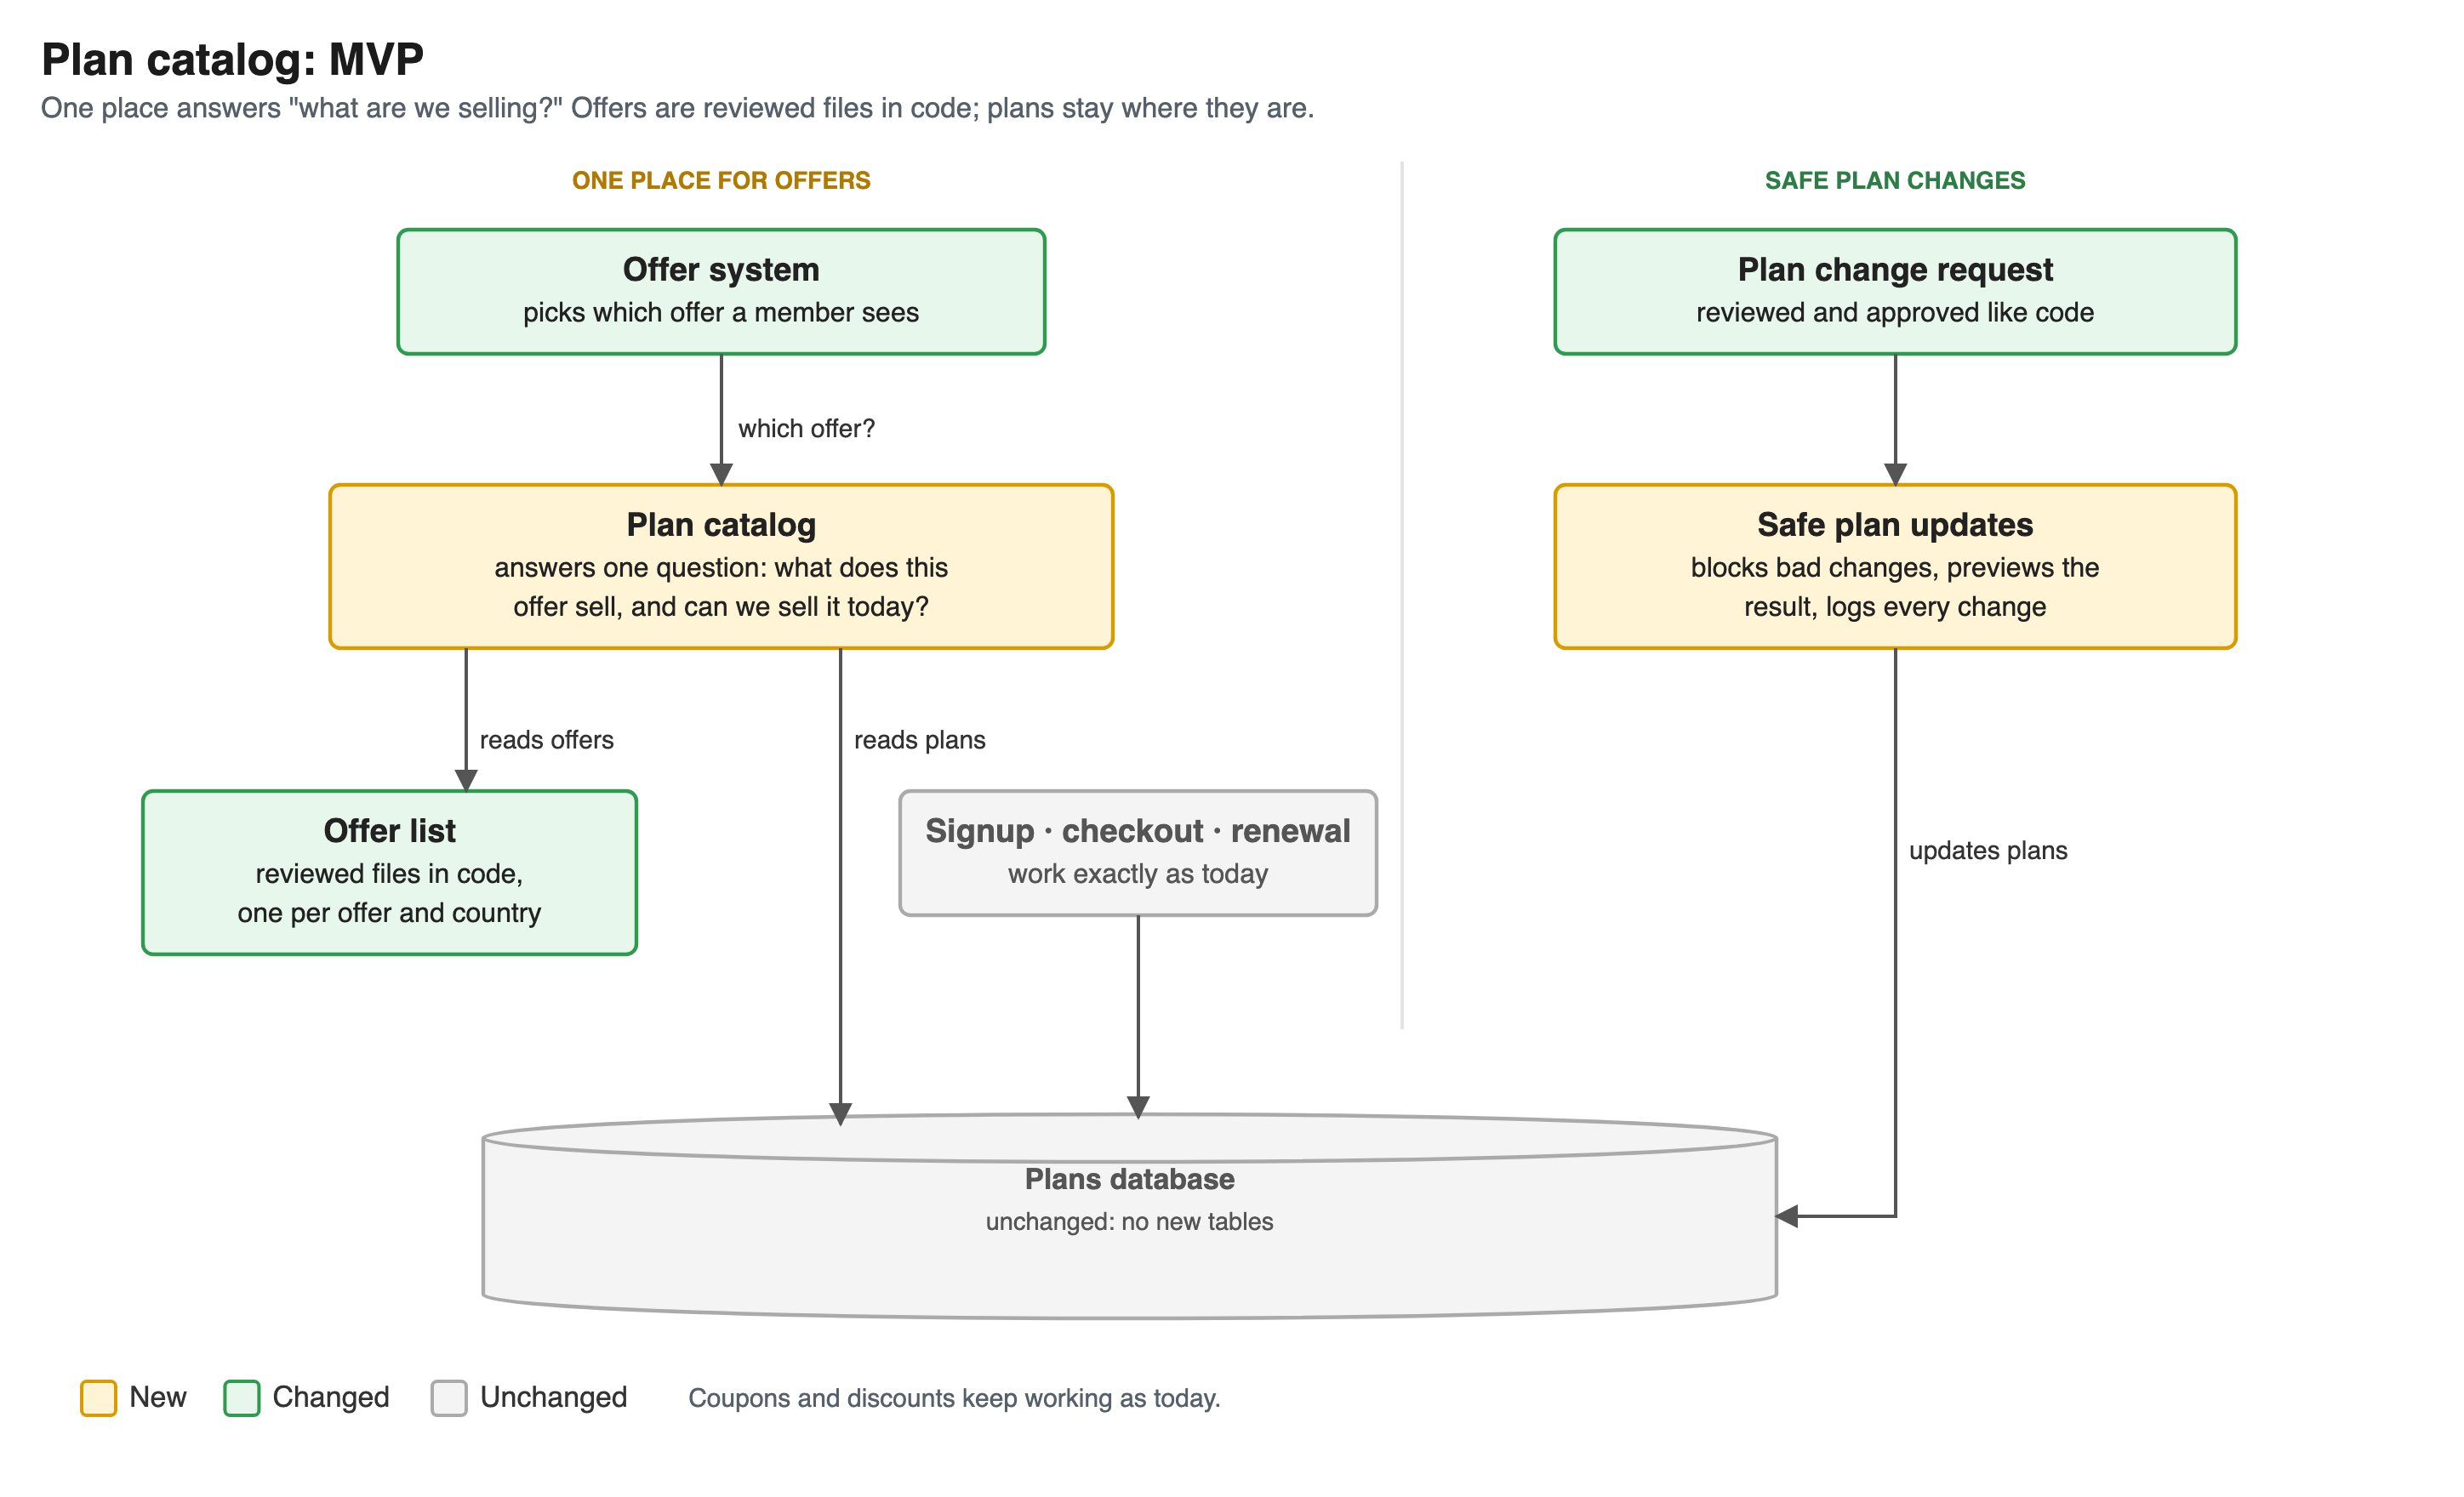 Plan catalog: MVP
One place answers "what are we selling?" Offers are reviewed files in code; plans stay where they are.
ONE PLACE FOR OFFERS
Offer system
picks which offer a member sees
which offer?
Plan catalog
answers one question: what does this
offer sell, and can we sell it today?
reads offers
reads plans
Offer list
reviewed files in code,
one per offer and country
Signup · checkout · renewal
work exactly as today
SAFE PLAN CHANGES
Plan change request
reviewed and approved like code
Safe plan updates
blocks bad changes, previews the
result, logs every change
updates plans
Plans database
unchanged: no new tables
New
Changed
Unchanged
Coupons and discounts keep working as today.